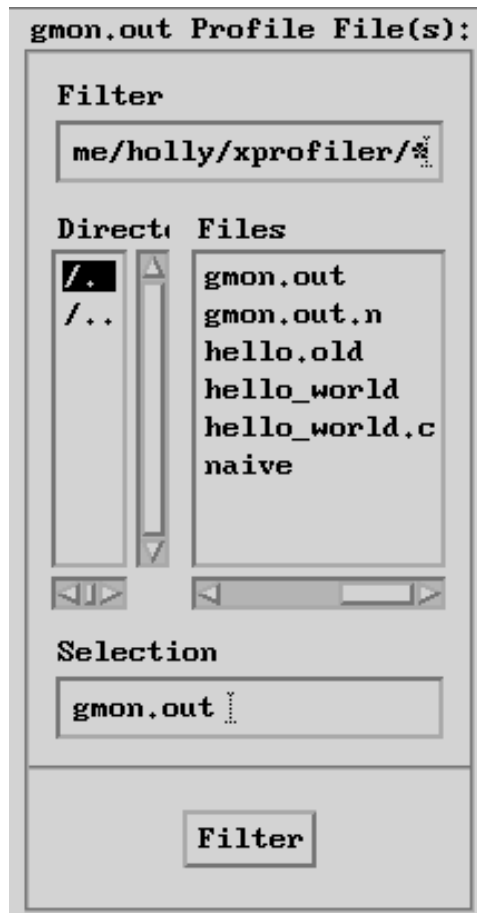 gmon.out Profile File(s):
Filter
me/holly/xprofiler/*
Directo Files
/.
/..
gmon.out
gmon.out.n
hello.old
hello_world
hello_world.c
naive
Selection
gmon.out
Filter